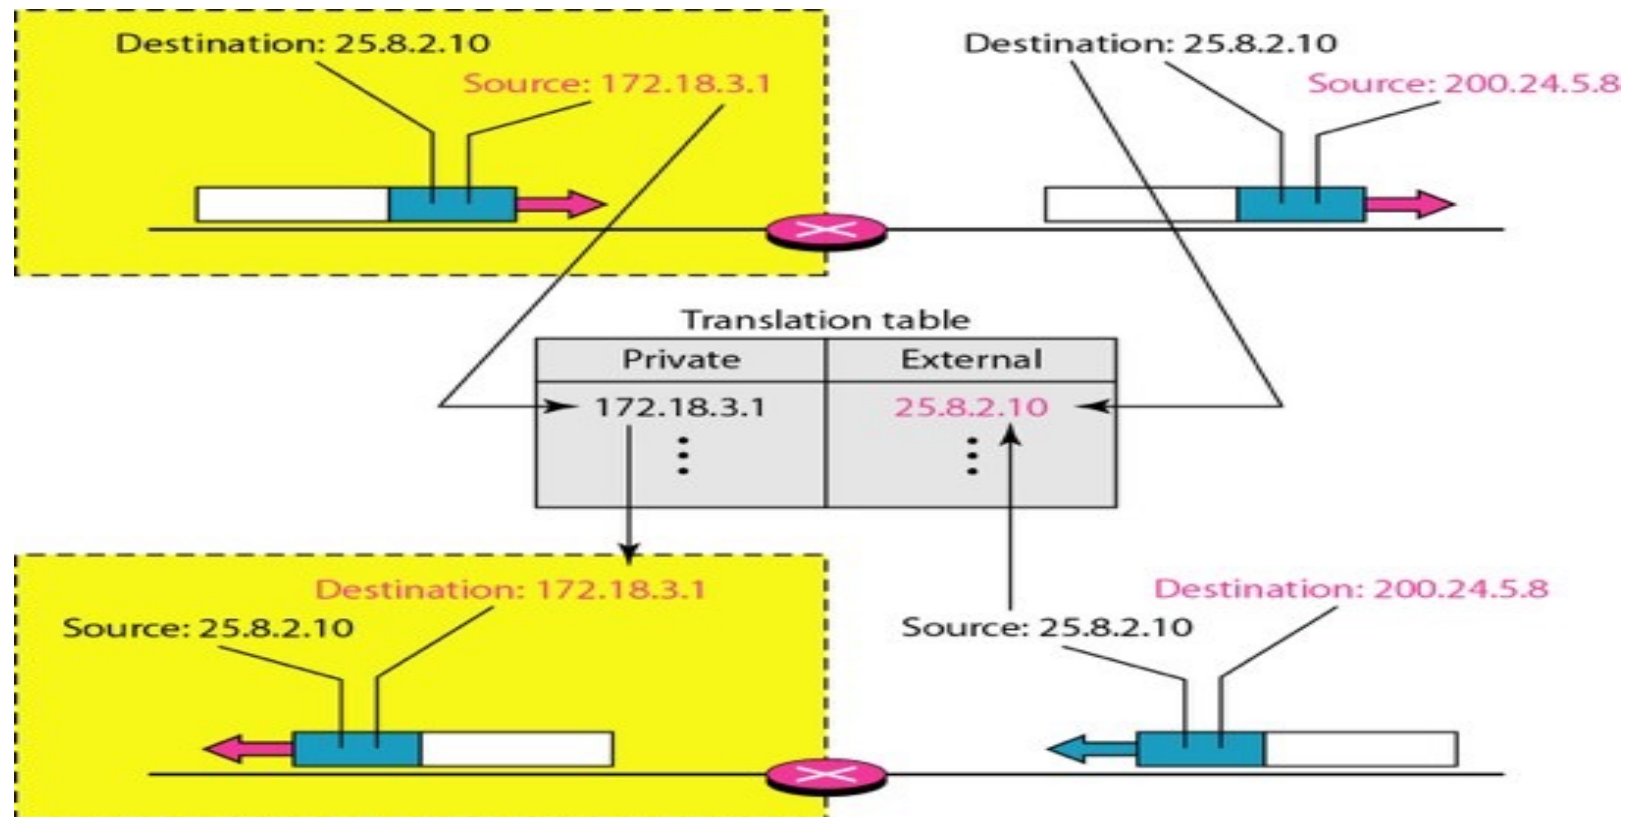 Destination: 25.8.2.10
Source: 172.18.3.1
Destination: 25.8.2.10
Source: 200.24.5.8
Translation table
Private External
172.18.3.1 25.8.2.10
Destination: 172.18.3.1
Source: 25.8.2.10
Destination: 200.24.5.8
Source: 25.8.2.10